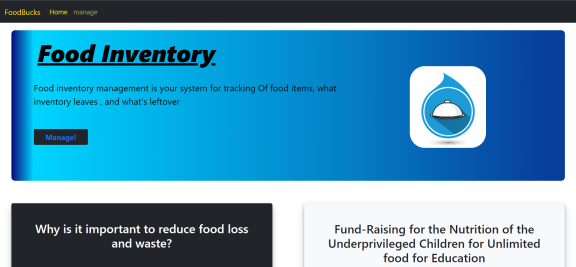 FoodBucks Home manage
Food Inventory
Food inventory management is your system for tracking Of food items, what
inventory leaves , and what's leftover
Manage!
Why is it important to reduce food loss
and waste?
Fund-Raising for the Nutrition of the
Underprivileged Children for Unlimited
food for Education